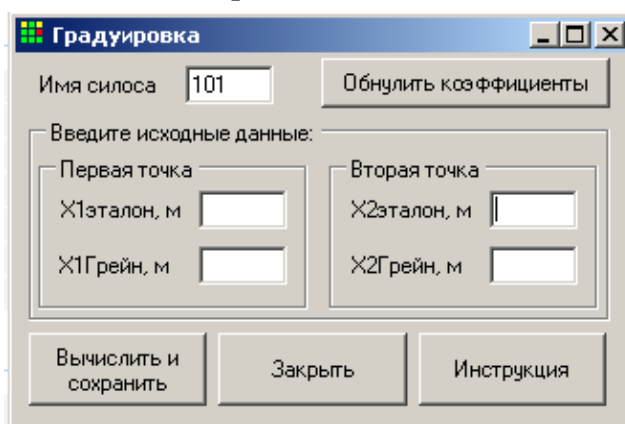 Градуировка
Имя силоса 101 Обнулить коэффициенты
Введите исходные данные:
Первая точка Вторая точка
X1эталон, м X2эталон, м
X1Грейн, м X2Грейн, м
Вычислить и сохранить Закрыть Инструкция